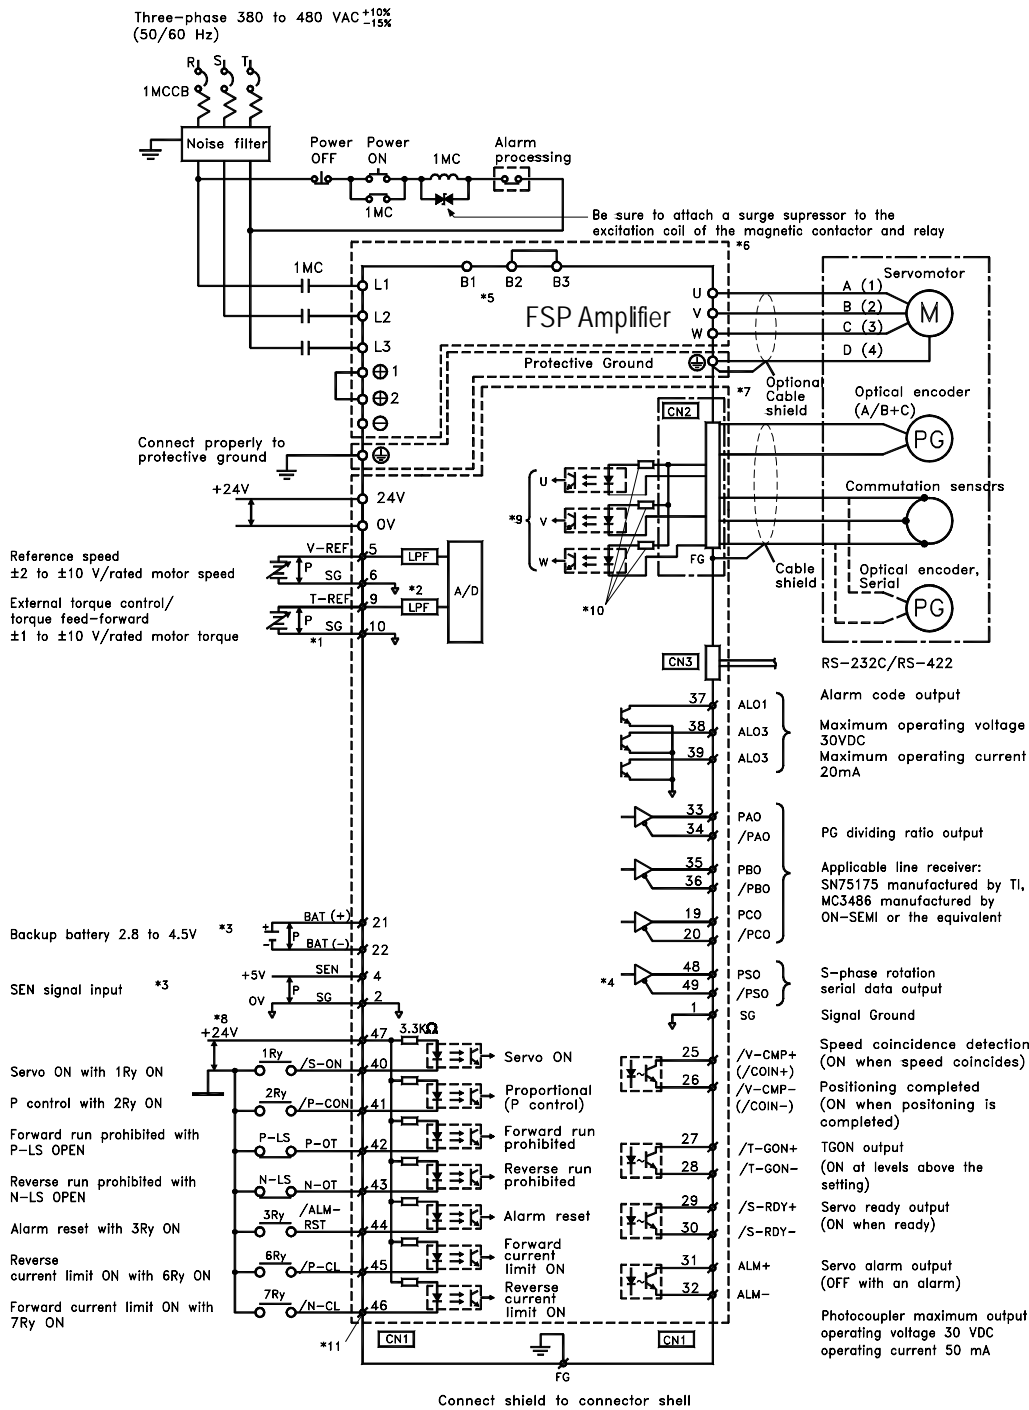 Three-phase 380 to 480 VAC +10% −15%
(50/60 Hz)
R S T
1MCCB
Noise filter
Power OFF
Power ON
1MC
Alarm processing
1MC
Be sure to attach a surge supressor to the
excitation coil of the magnetic contactor and relay
*6
1MC
L1
L2
L3
⊕ 1
⊕ 2
⊖
B1 B2 B3
*5
FSP Amplifier
U
V
W
Protective Ground
A (1)
B (2)
C (3)
D (4)
Servomotor
M
Optional
Cable
shield
*7
Optical encoder
(A/B+C)
PG
CN2
Connect properly to
protective ground
+24V
24V
0V
*9
U
V
W
*10
FG
Commutation sensors
Cable
shield
Optical encoder,
Serial
PG
Reference speed
±2 to ±10 V/rated motor speed
V-REF 5
P
SG 6
LPF
*2
A/D
External torque control/
torque feed-forward
±1 to ±10 V/rated motor torque
T-REF 9
P
SG 10
*1
LPF
CN3
RS-232C/RS-422
37 ALO1
38 ALO3
39 ALO3
Alarm code output
Maximum operating voltage
30VDC
Maximum operating current
20mA
33 PAO
34 /PAO
35 PBO
36 /PBO
19 PCO
20 /PCO
PG dividing ratio output
Applicable line receiver:
SN75175 manufactured by TI,
MC3486 manufactured by
ON-SEMI or the equivalent
*4
48 PSO
49 /PSO
1 SG
S-phase rotation
serial data output
Signal Ground
Backup battery 2.8 to 4.5V *3
+
−
P
BAT (+) 21
BAT (−) 22
SEN signal input *3
+5V SEN 4
P
0V SG 2
*8
+24V 47
3.3KΩ
Servo ON with 1Ry ON
1Ry /S-ON 40
Servo ON
P control with 2Ry ON
2Ry /P-CON 41
Proportional
(P control)
Forward run prohibited with
P-LS OPEN
P-LS P-OT 42
Forward run
prohibited
Reverse run prohibited with
N-LS OPEN
N-LS N-OT 43
Reverse run
prohibited
Alarm reset with 3Ry ON
3Ry /ALM-
RST 44
Alarm reset
Reverse
current limit ON with 6Ry ON
6Ry /P-CL 45
Forward
current
limit ON
Forward current limit ON with
7Ry ON
7Ry /N-CL 46
Reverse
current
limit ON
*11
25 /V-CMP+
(/COIN+)
26 /V-CMP-
(/COIN-)
Speed coincidence detection
(ON when speed coincides)
Positioning completed
(ON when positoning is
completed)
27 /T-GON+
28 /T-GON-
TGON output
(ON at levels above the
setting)
29 /S-RDY+
30 /S-RDY-
Servo ready output
(ON when ready)
31 ALM+
32 ALM-
Servo alarm output
(OFF with an alarm)
Photocoupler maximum output
operating voltage 30 VDC
operating current 50 mA
CN1
CN1
FG
Connect shield to connector shell